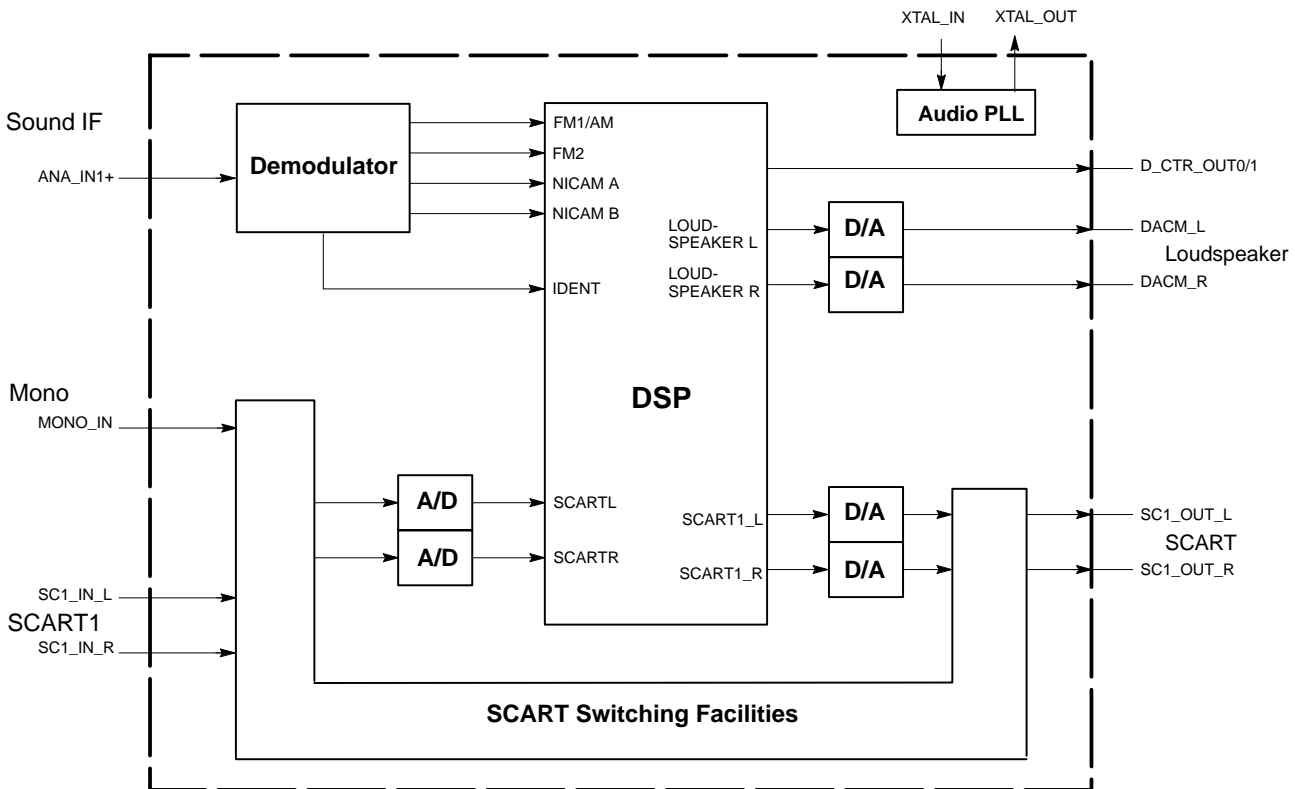 XTAL_IN XTAL_OUT
Audio PLL
Sound IF
ANA_IN1+
Demodulator
FM1/AM
FM2
NICAM A
NICAM B
IDENT
LOUD-
SPEAKER L
LOUD-
SPEAKER R
D/A
D/A
D_CTR_OUT0/1
DACM_L
Loudspeaker
DACM_R
DSP
Mono
MONO_IN
A/D
A/D
SCARTL
SCARTR
SCART1_L
SCART1_R
D/A
D/A
SC1_OUT_L
SCART
SC1_OUT_R
SC1_IN_L
SCART1
SC1_IN_R
SCART Switching Facilities